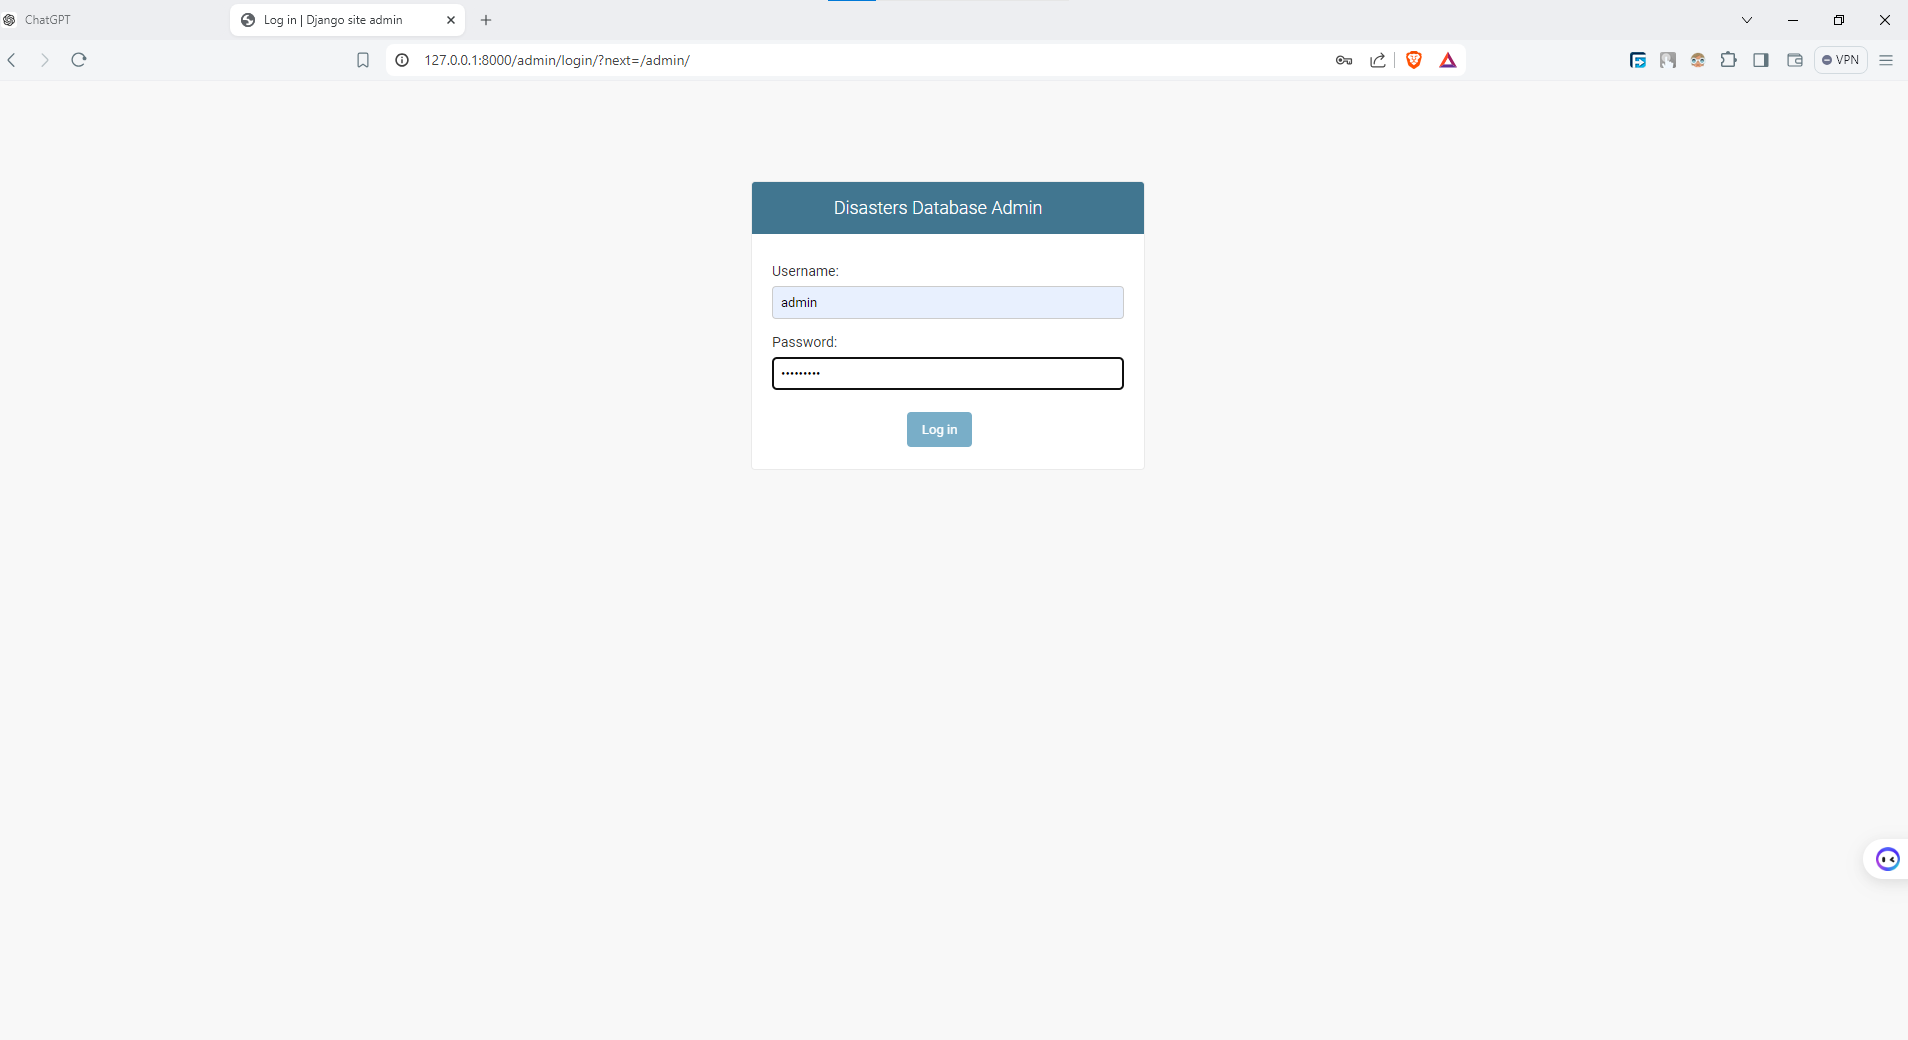 ChatGPT
Log in | Django site admin
127.0.0.1:8000/admin/login/?next=/admin/
VPN
Disasters Database Admin
Username:
admin
Password:
•••••••••
Log in